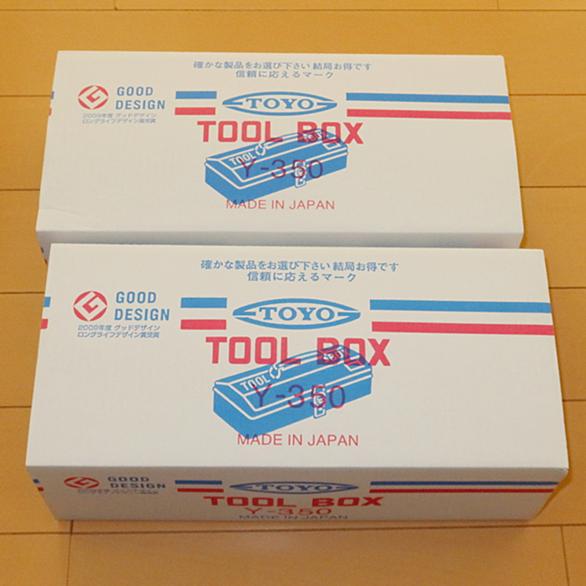 確かな製品をお選び下さい 結局お得です
信頼に応えるマーク
GOOD
DESIGN
2009年度 グッドデザイン
ロングライフデザイン賞受賞
TOYO
TOOL BOX
TOOL
Y-350
MADE IN JAPAN
確かな製品をお選び下さい 結局お得です
信頼に応えるマーク
GOOD
DESIGN
2009年度 グッドデザイン
ロングライフデザイン賞受賞
TOYO
TOOL BOX
TOOL
Y-350
MADE IN JAPAN
GOOD
DESIGN
TOYO
TOOL BOX
Y-350
MADE IN JAPAN